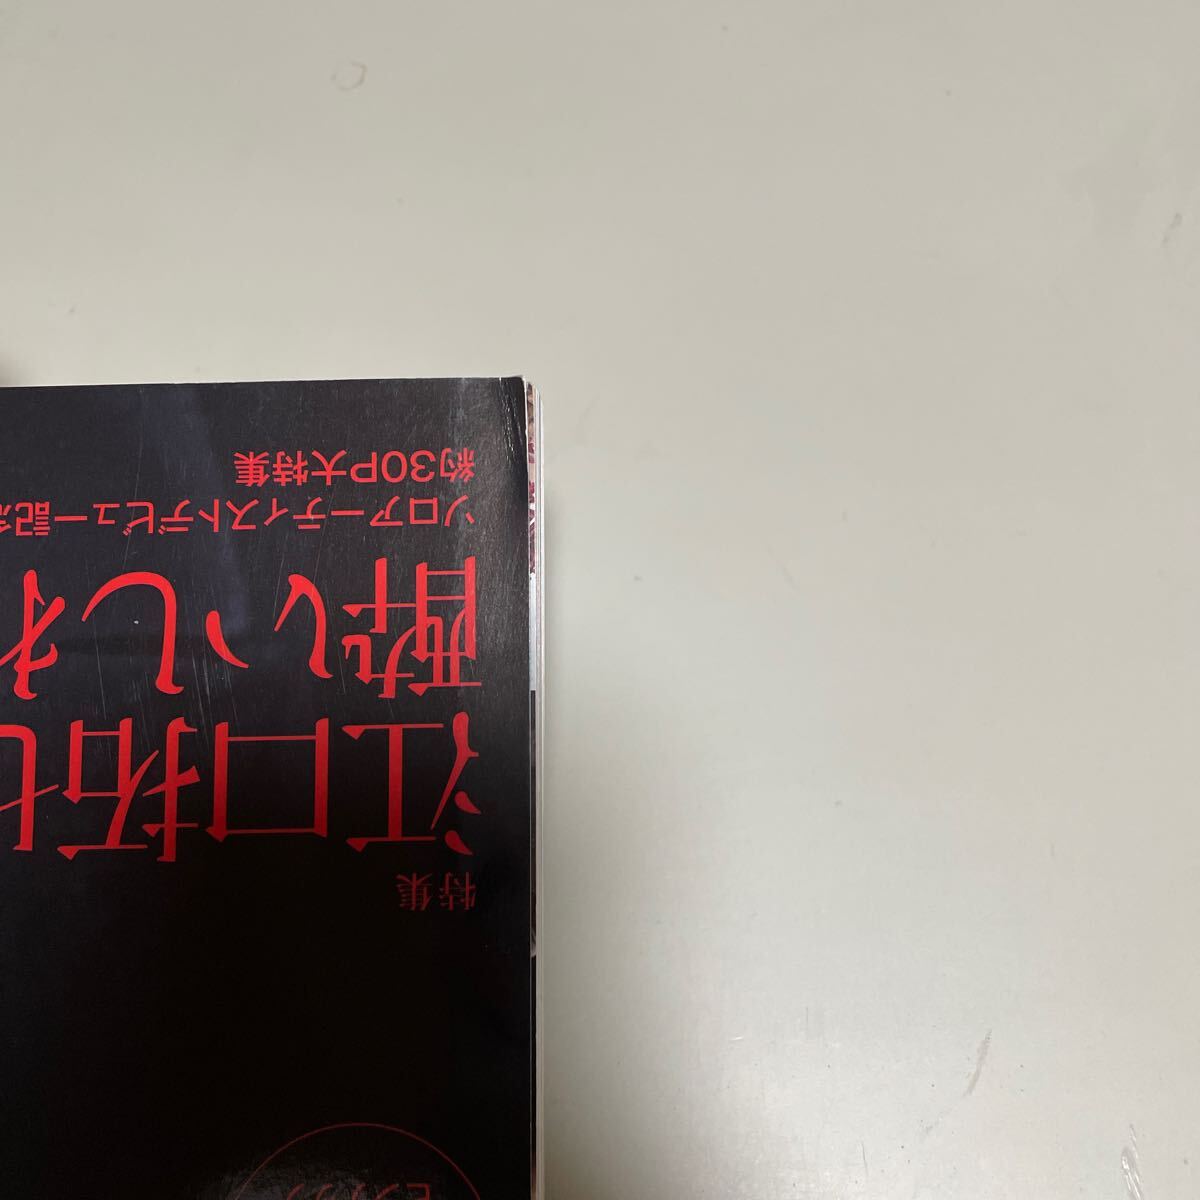 特集
江口拓
酔いし
ソロアーティストデビュー記
約30P大特集